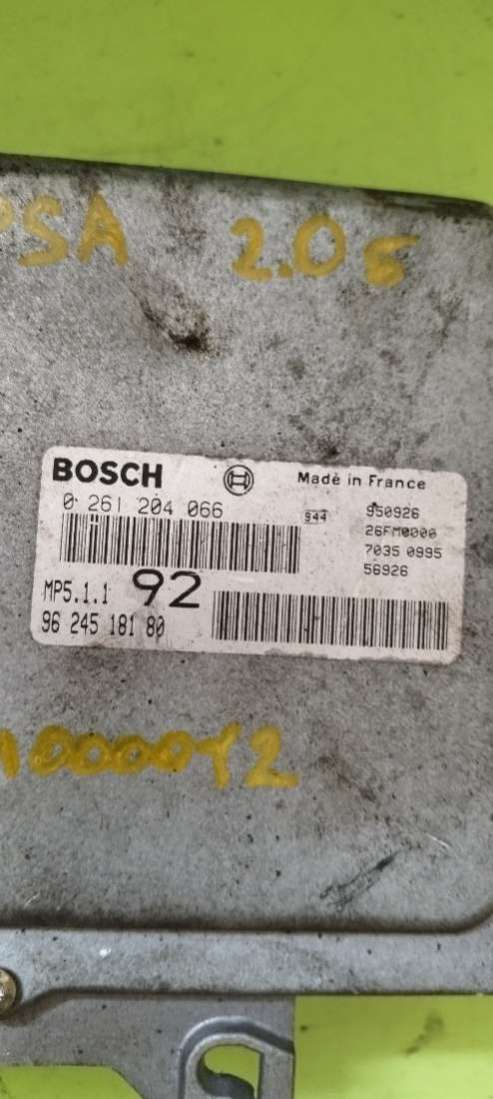 PSA 2.0 6
BOSCH Made in France
0 261 204 066 944 950926
26FM0000
7035 0995
56926
MP5.1.1 92
96 245 181 80